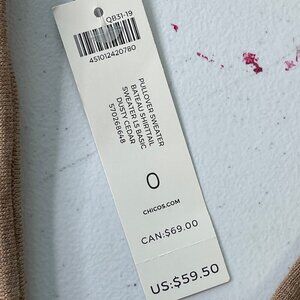 QB31-19
451012420780
PULLOVER SWEATER
BATEAU SHIRTTAIL
SWEATER LS BASIC
DUSTY CEDAR
570268648
0
CHICOS.COM
CAN:$69.00
US:$59.50